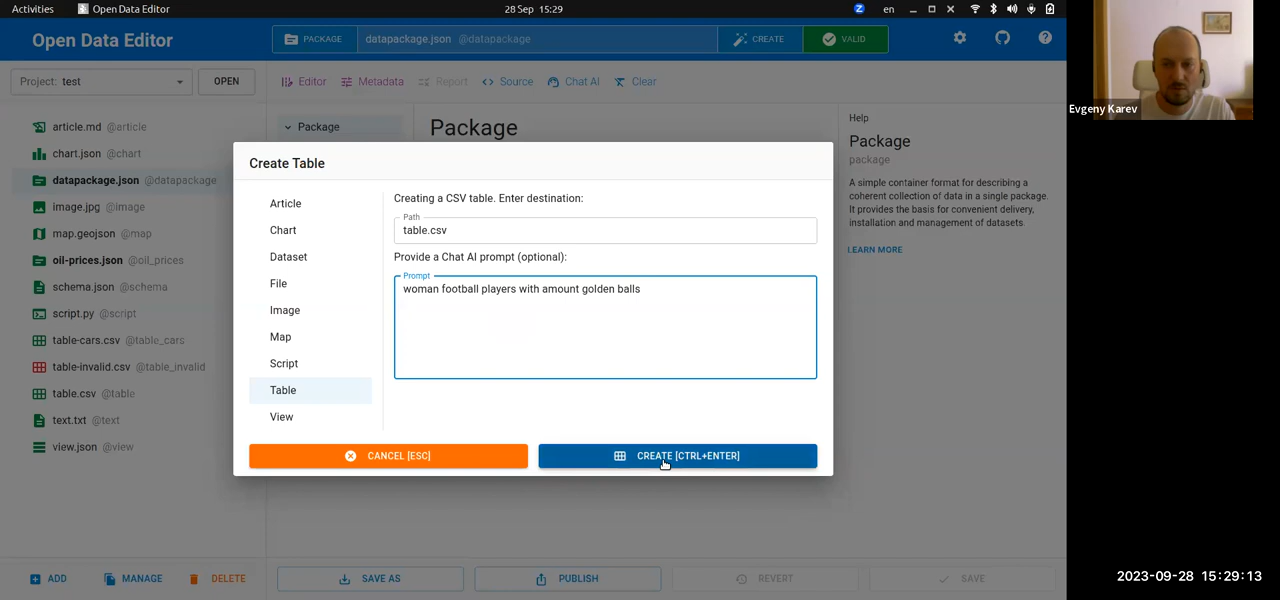 Activities Open Data Editor 28 Sep 15:29 en
Open Data Editor PACKAGE datapackage.json @datapackage CREATE VALID
Project: test OPEN Editor Metadata Report Source Chat AI Clear
article.md @article
chart.json @chart
datapackage.json @datapackage
image.jpg @image
map.geojson @map
oil-prices.json @oil_prices
schema.json @schema
script.py @script
table-cars.csv @table_cars
table-invalid.csv @table_invalid
table.csv @table
text.txt @text
view.json @view
ADD MANAGE DELETE
Package
Package
Create Table
Article
Chart
Dataset
File
Image
Map
Script
Table
View
Creating a CSV table. Enter destination:
Path
table.csv
Provide a Chat AI prompt (optional):
Prompt
woman football players with amount golden balls
CANCEL [ESC] CREATE [CTRL+ENTER]
Help
Package
package
A simple container format for describing a
coherent collection of data in a single package.
It provides the basis for convenient delivery,
installation and management of datasets.
LEARN MORE
SAVE AS PUBLISH REVERT SAVE
Evgeny Karev
2023-09-28 15:29:13